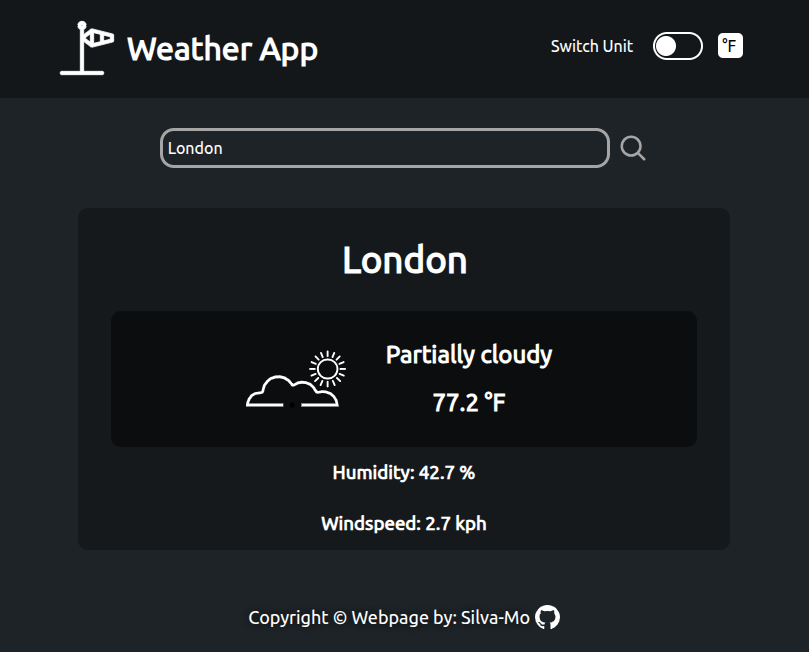 Weather App
Switch Unit °F
London
London
Partially cloudy
77.2 °F
Humidity: 42.7 %
Windspeed: 2.7 kph
Copyright © Webpage by: Silva-Mo